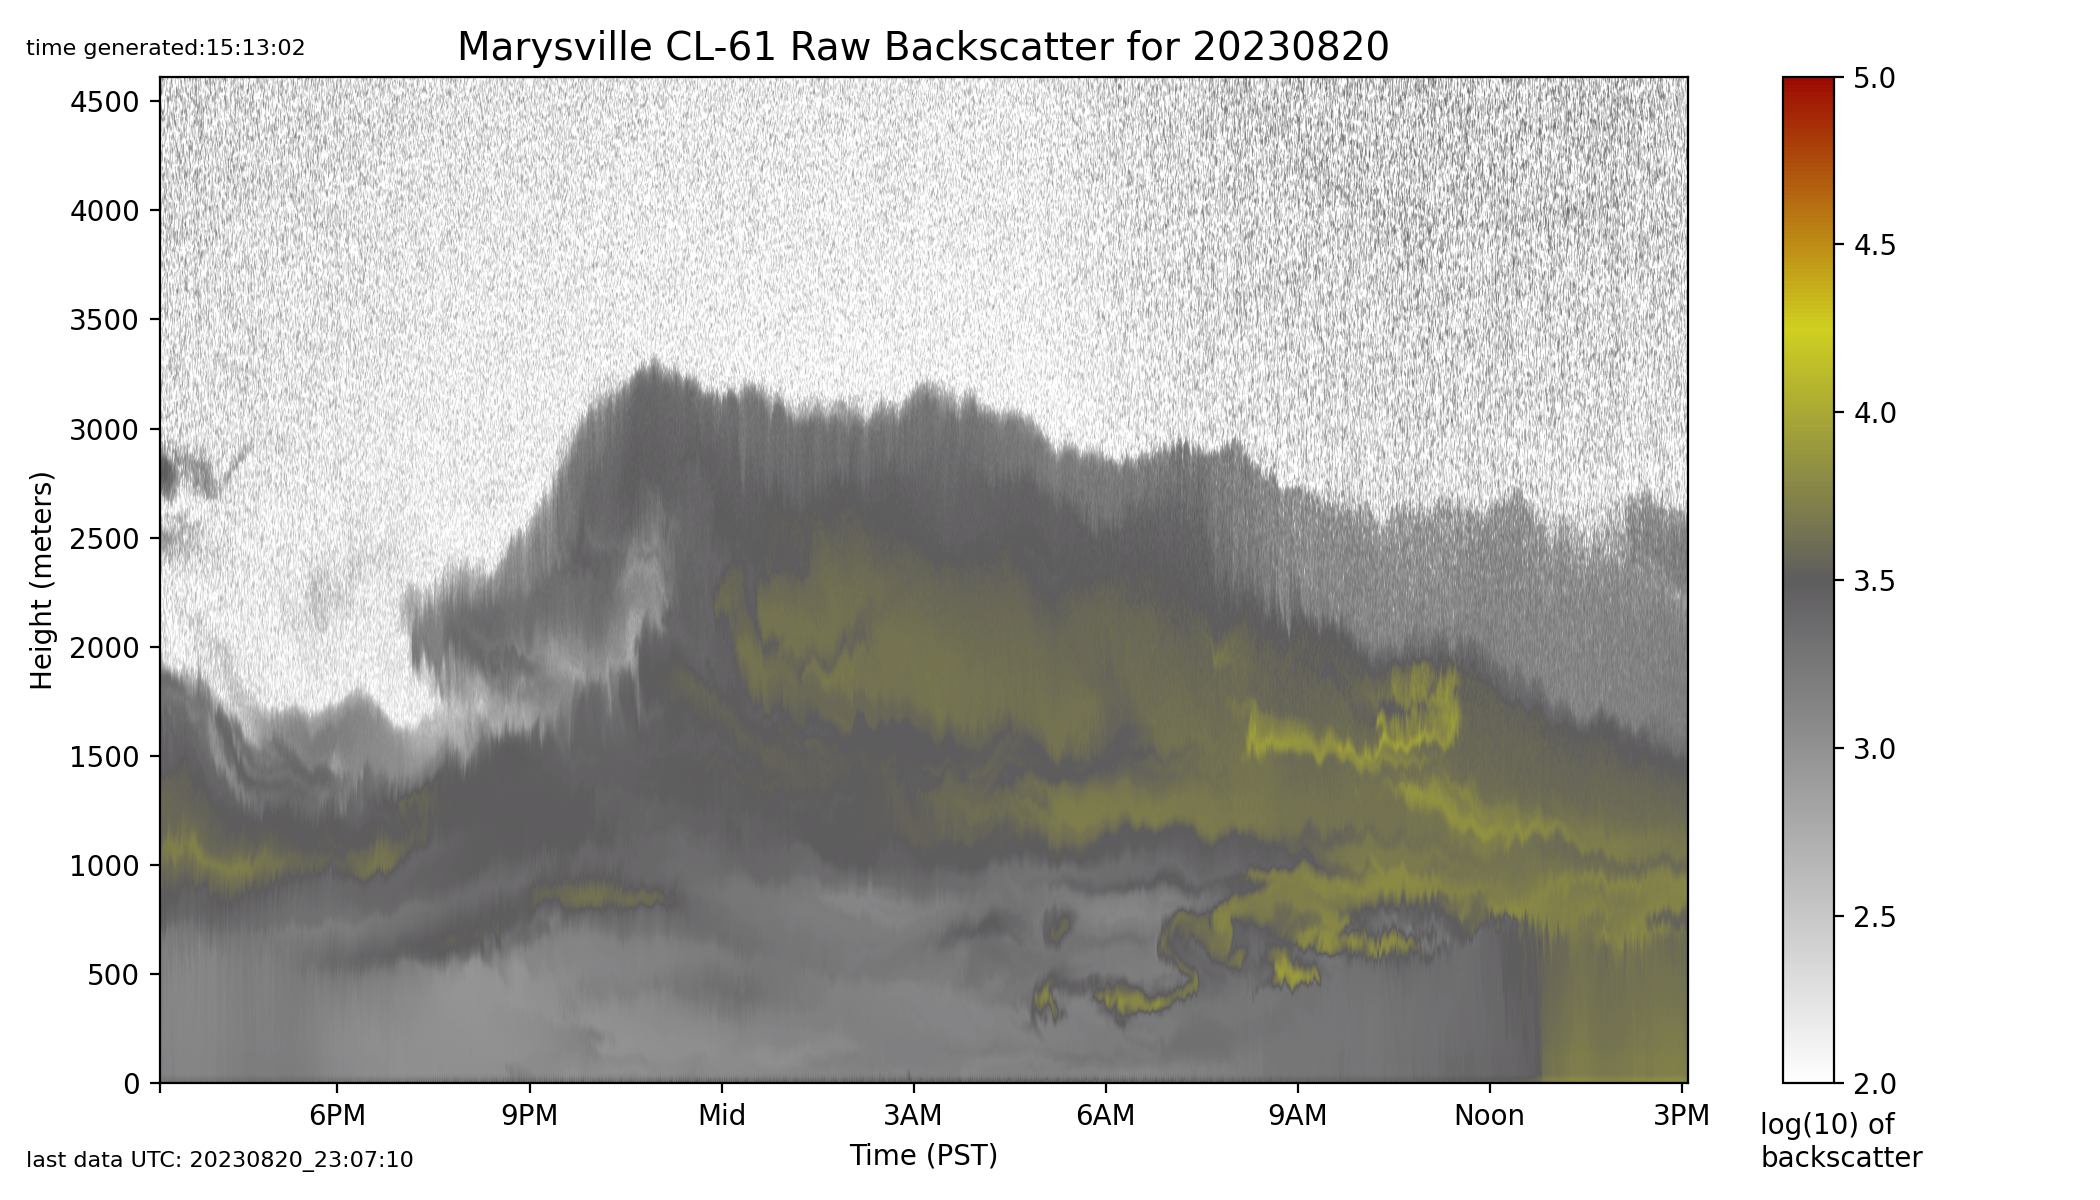 time generated:15:13:02
Marysville CL-61 Raw Backscatter for 20230820
4500
4000
3500
3000
2500
2000
1500
1000
500
0
Height (meters)
6PM 9PM Mid 3AM 6AM 9AM Noon 3PM
Time (PST)
5.0
4.5
4.0
3.5
3.0
2.5
2.0
log(10) of
backscatter
last data UTC: 20230820_23:07:10